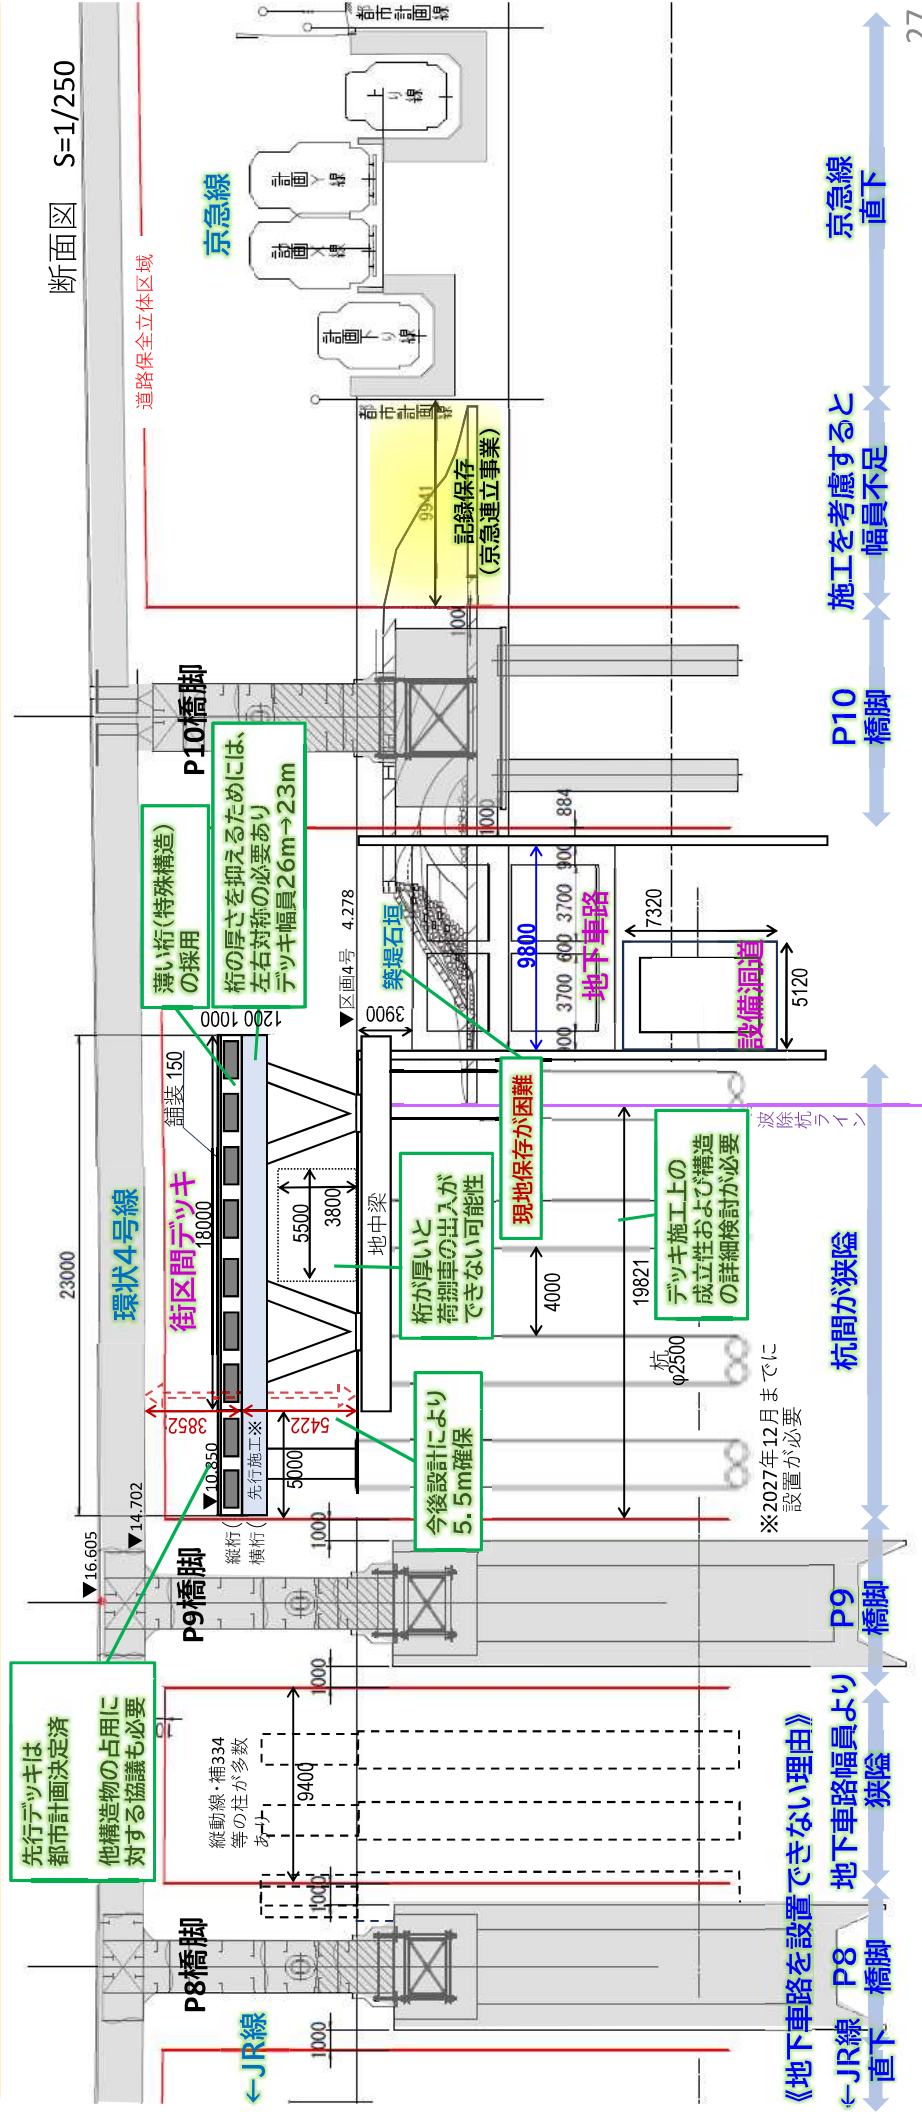 断面図 S=1/250
27
道路保全立体区域
京急線
都市計画線
上り線
計画Y線
計画X線
計画下り線
都市計画線
9941
記録保存
(京急連立事業)
P10橋脚
薄い桁(特殊構造)
の採用
桁の厚さを抑えるためには、
左右対称の必要あり
デッキ幅員26m→23m
環状4号線
街区間デッキ
23000
18000
舗装 150
1000
1200
▼区画4号 4.278
3900
築堤石垣
現地保存が困難
1000
884
900
3700
600
3700
900
9800
地下車路
7320
設備洞道
5120
波除杭ライン
5500
3800
地中梁
桁が厚いと
荷捌車の出入が
できない可能性
4000
19821
デッキ施工上の
成立性および構造
の詳細検討が必要
杭
φ2500
※2027年12月までに
設置が必要
3852
5422
▼10.850
先行施工※
縦桁(
横桁(
5000
今後設計により
5.5m確保
▼16.605
▼14.702
P9橋脚
1000
1000
先行デッキは
都市計画決定済
他構造物の占用に
対する協議も必要
縦動線・補334
等の柱が多数
あり
9400
1000
P8橋脚
1000
←JR線
《地下車路を設置できない理由》
←JR線
直下
P8
橋脚
地下車路幅員より
狭隘
P9
橋脚
杭間が狭隘
P10
橋脚
施工を考慮すると
幅員不足
京急線
直下